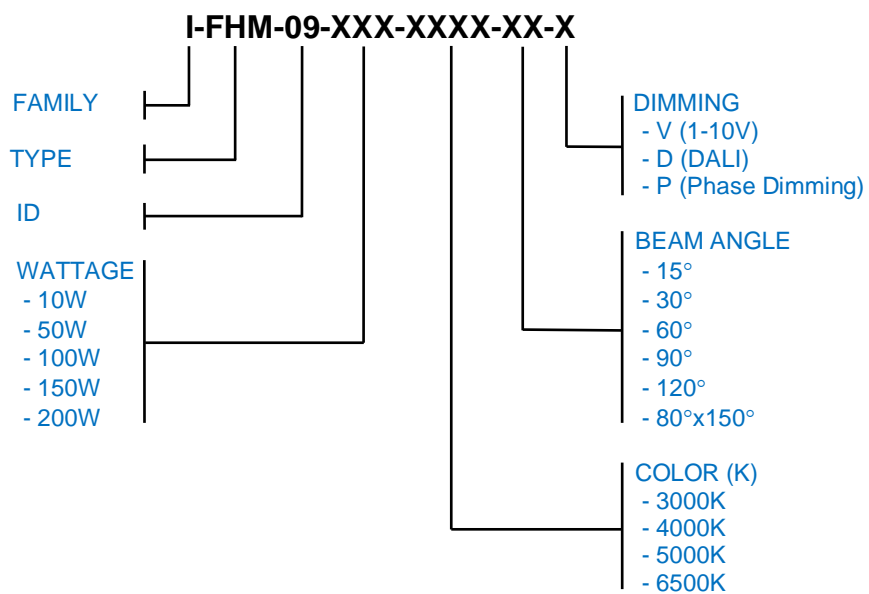 I-FHM-09-XXX-XXXX-XX-X
FAMILY
TYPE
ID
WATTAGE
- 10W
- 50W
- 100W
- 150W
- 200W
DIMMING
- V (1-10V)
- D (DALI)
- P (Phase Dimming)
BEAM ANGLE
- 15°
- 30°
- 60°
- 90°
- 120°
- 80°x150°
COLOR (K)
- 3000K
- 4000K
- 5000K
- 6500K